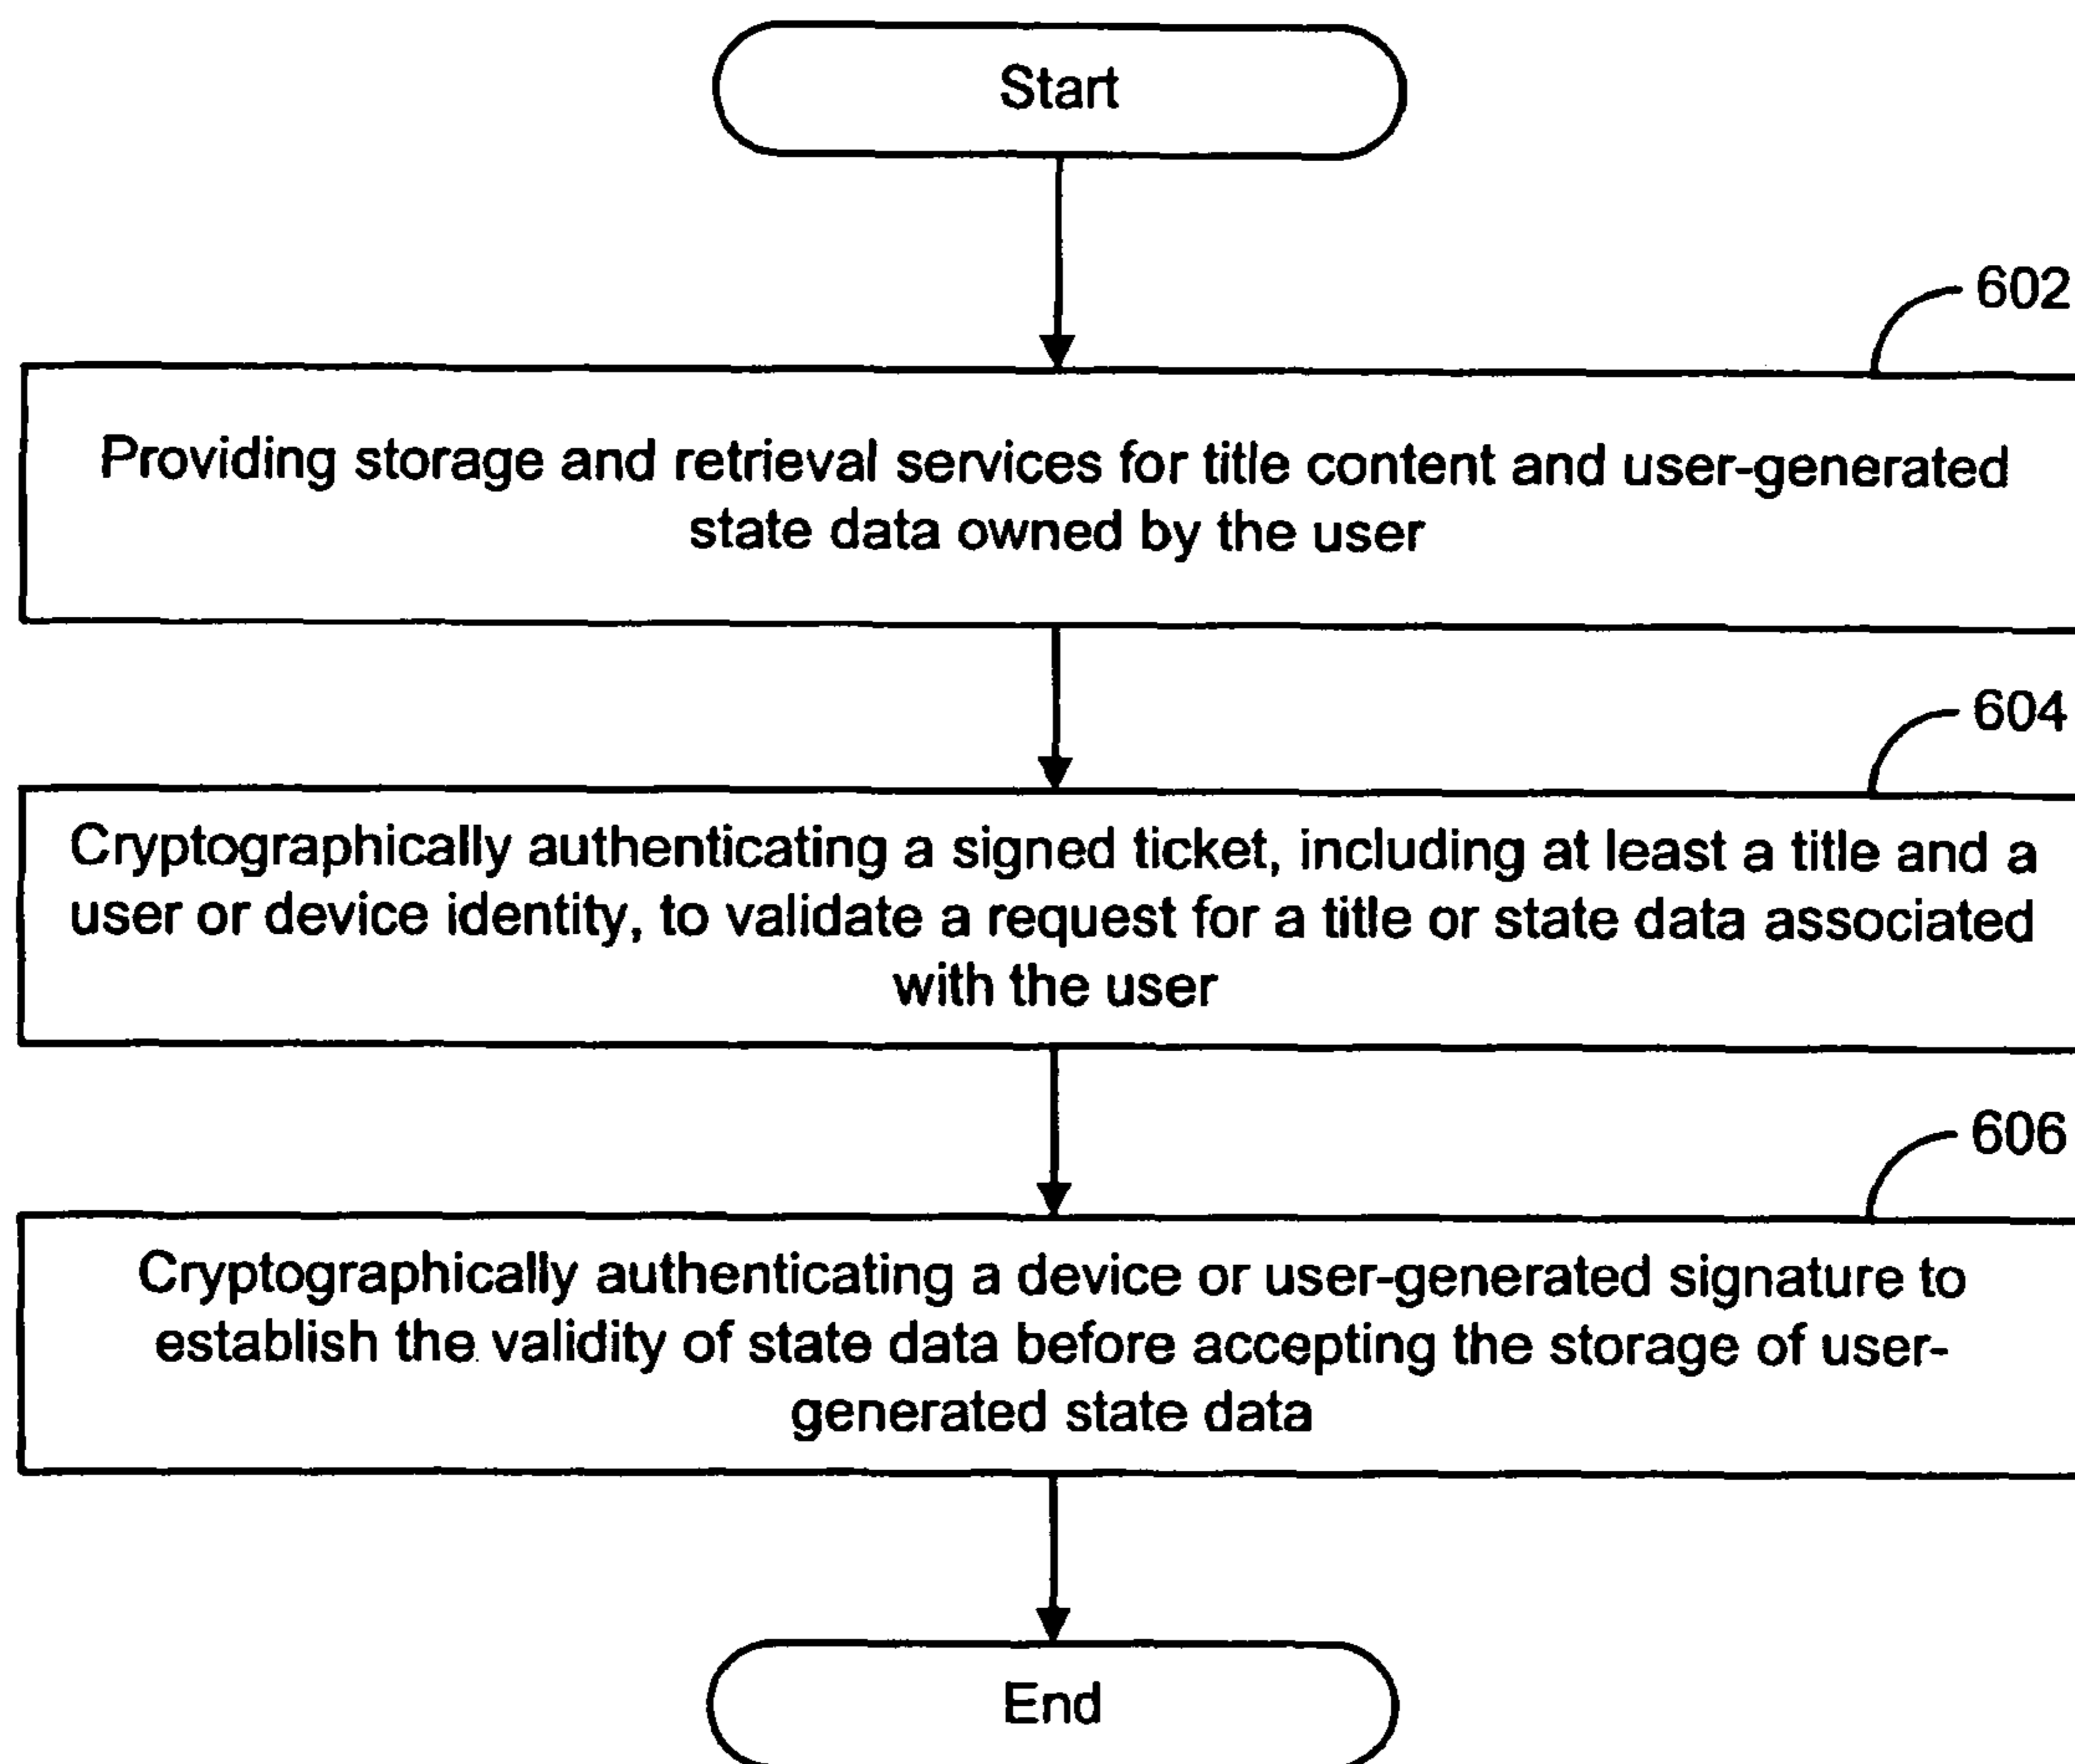 Start
602
Providing storage and retrieval services for title content and user-generated
state data owned by the user
604
Cryptographically authenticating a signed ticket, including at least a title and a
user or device identity, to validate a request for a title or state data associated
with the user
606
Cryptographically authenticating a device or user-generated signature to
establish the validity of state data before accepting the storage of user-
generated state data
End